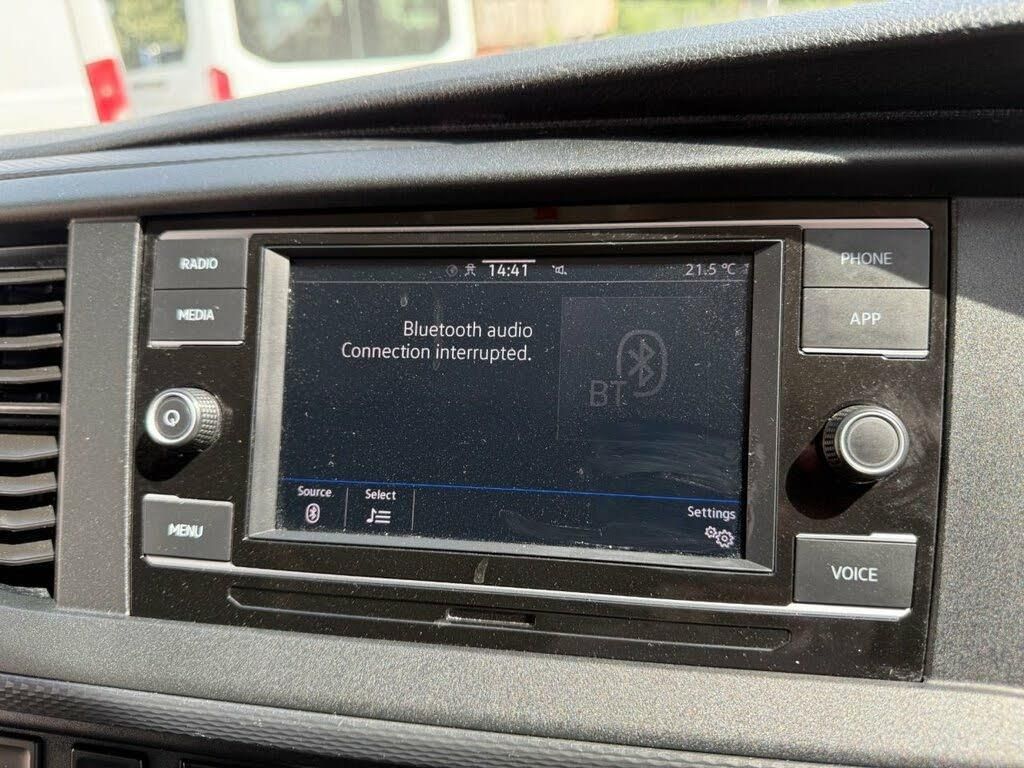 14:41
21.5 °C
RADIO
MEDIA
PHONE
APP
Bluetooth audio
Connection interrupted.
BT
Source
Select
Settings
MENU
VOICE